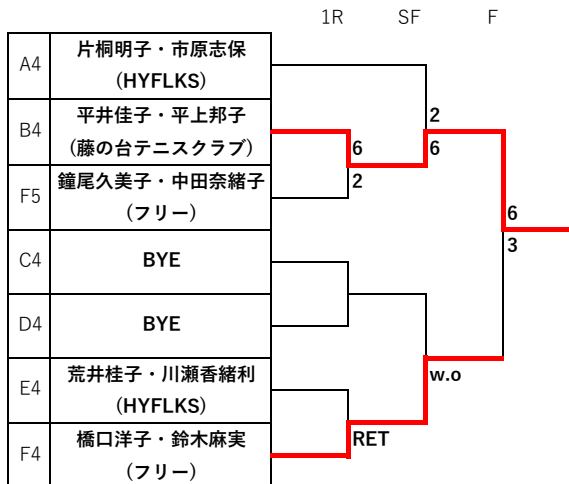 1R SF F
A4 片桐明子・市原志保
(HYFLKS)
2
B4 平井佳子・平上邦子
(藤の台テニスクラブ)
6 6
2
F5 鐘尾久美子・中田奈緒子
(フリー)
6
3
C4 BYE
D4 BYE
E4 荒井桂子・川瀬香緒利
(HYFLKS)
w.o
F4 橋口洋子・鈴木麻実
(フリー)
RET